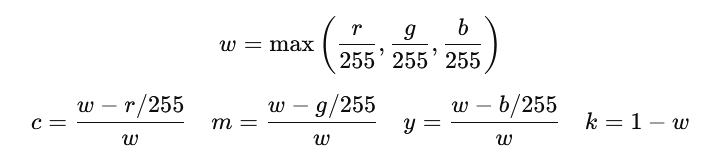 w = max ( r/255 , g/255 , b/255 )
c = (w − r/255)/w   m = (w − g/255)/w   y = (w − b/255)/w   k = 1 − w